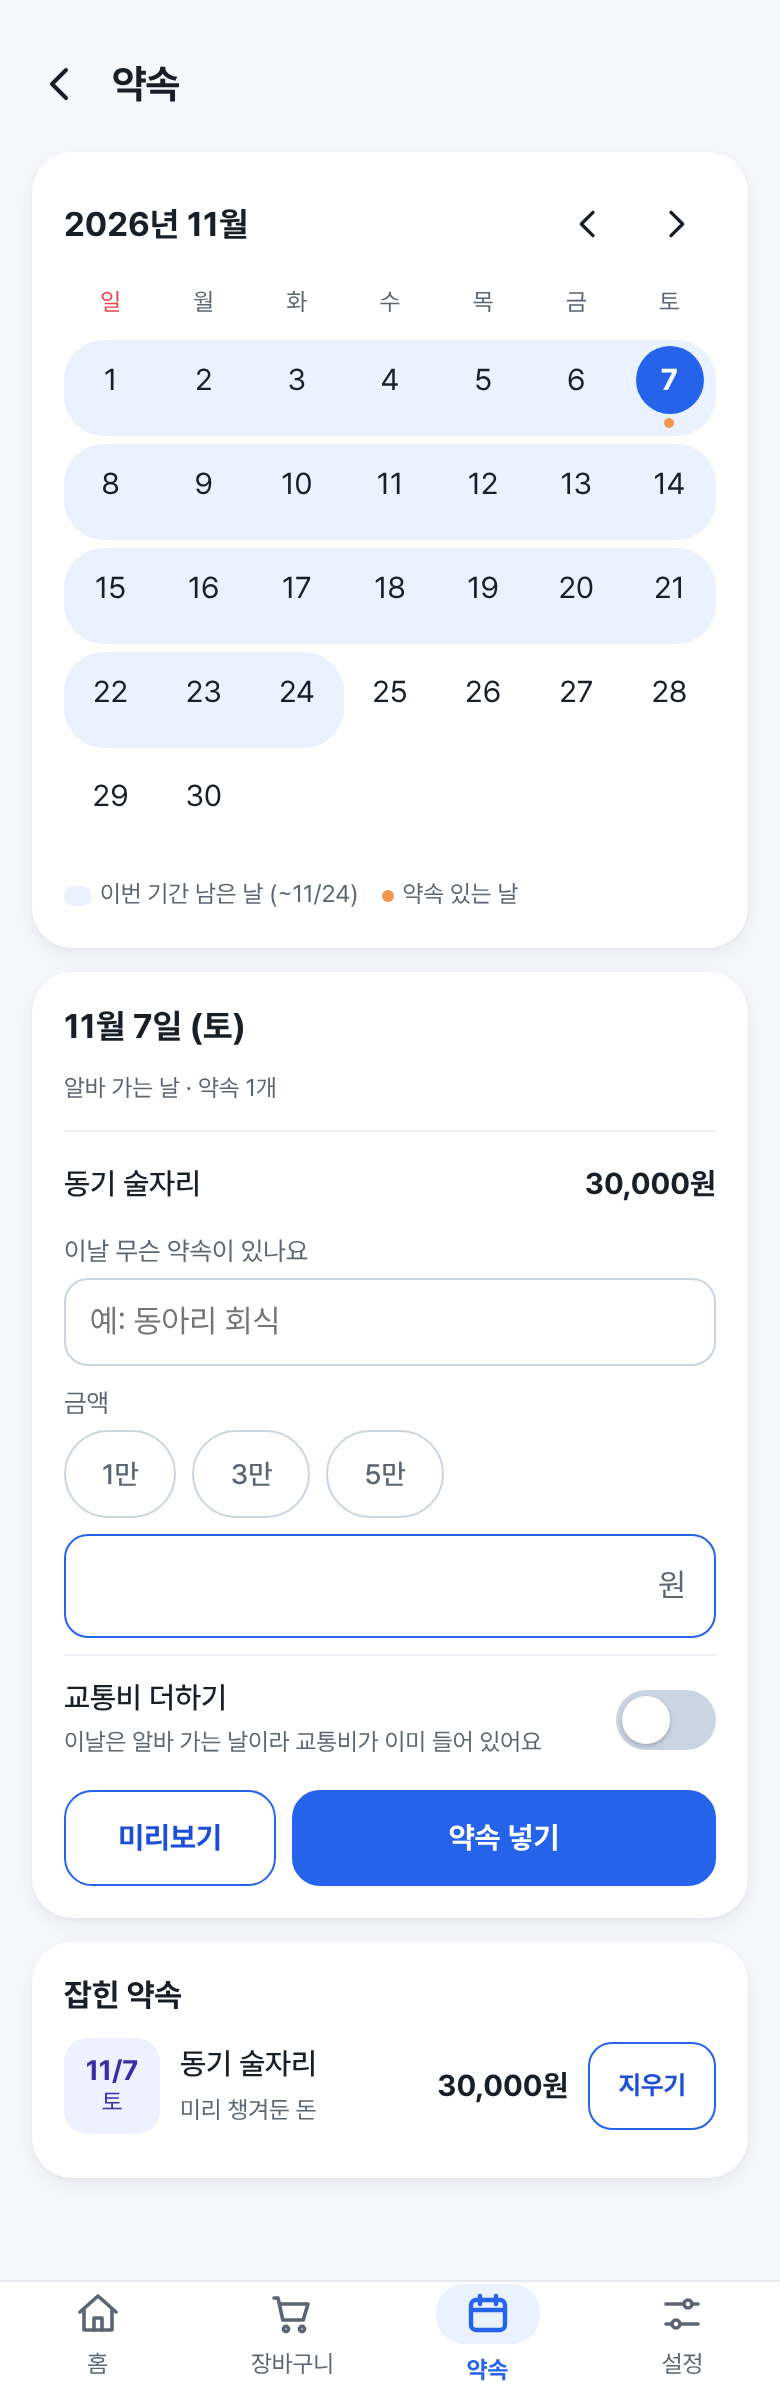 약속
2026년 11월
일 월 화 수 목 금 토
1 2 3 4 5 6 7
8 9 10 11 12 13 14
15 16 17 18 19 20 21
22 23 24 25 26 27 28
29 30
이번 기간 남은 날 (~11/24) 약속 있는 날
11월 7일 (토)
알바 가는 날 · 약속 1개
동기 술자리 30,000원
이날 무슨 약속이 있나요
예: 동아리 회식
금액
1만 3만 5만
원
교통비 더하기
이날은 알바 가는 날이라 교통비가 이미 들어 있어요
미리보기 약속 넣기
잡힌 약속
11/7 동기 술자리 30,000원 지우기
토 미리 챙겨둔 돈
홈 장바구니 약속 설정